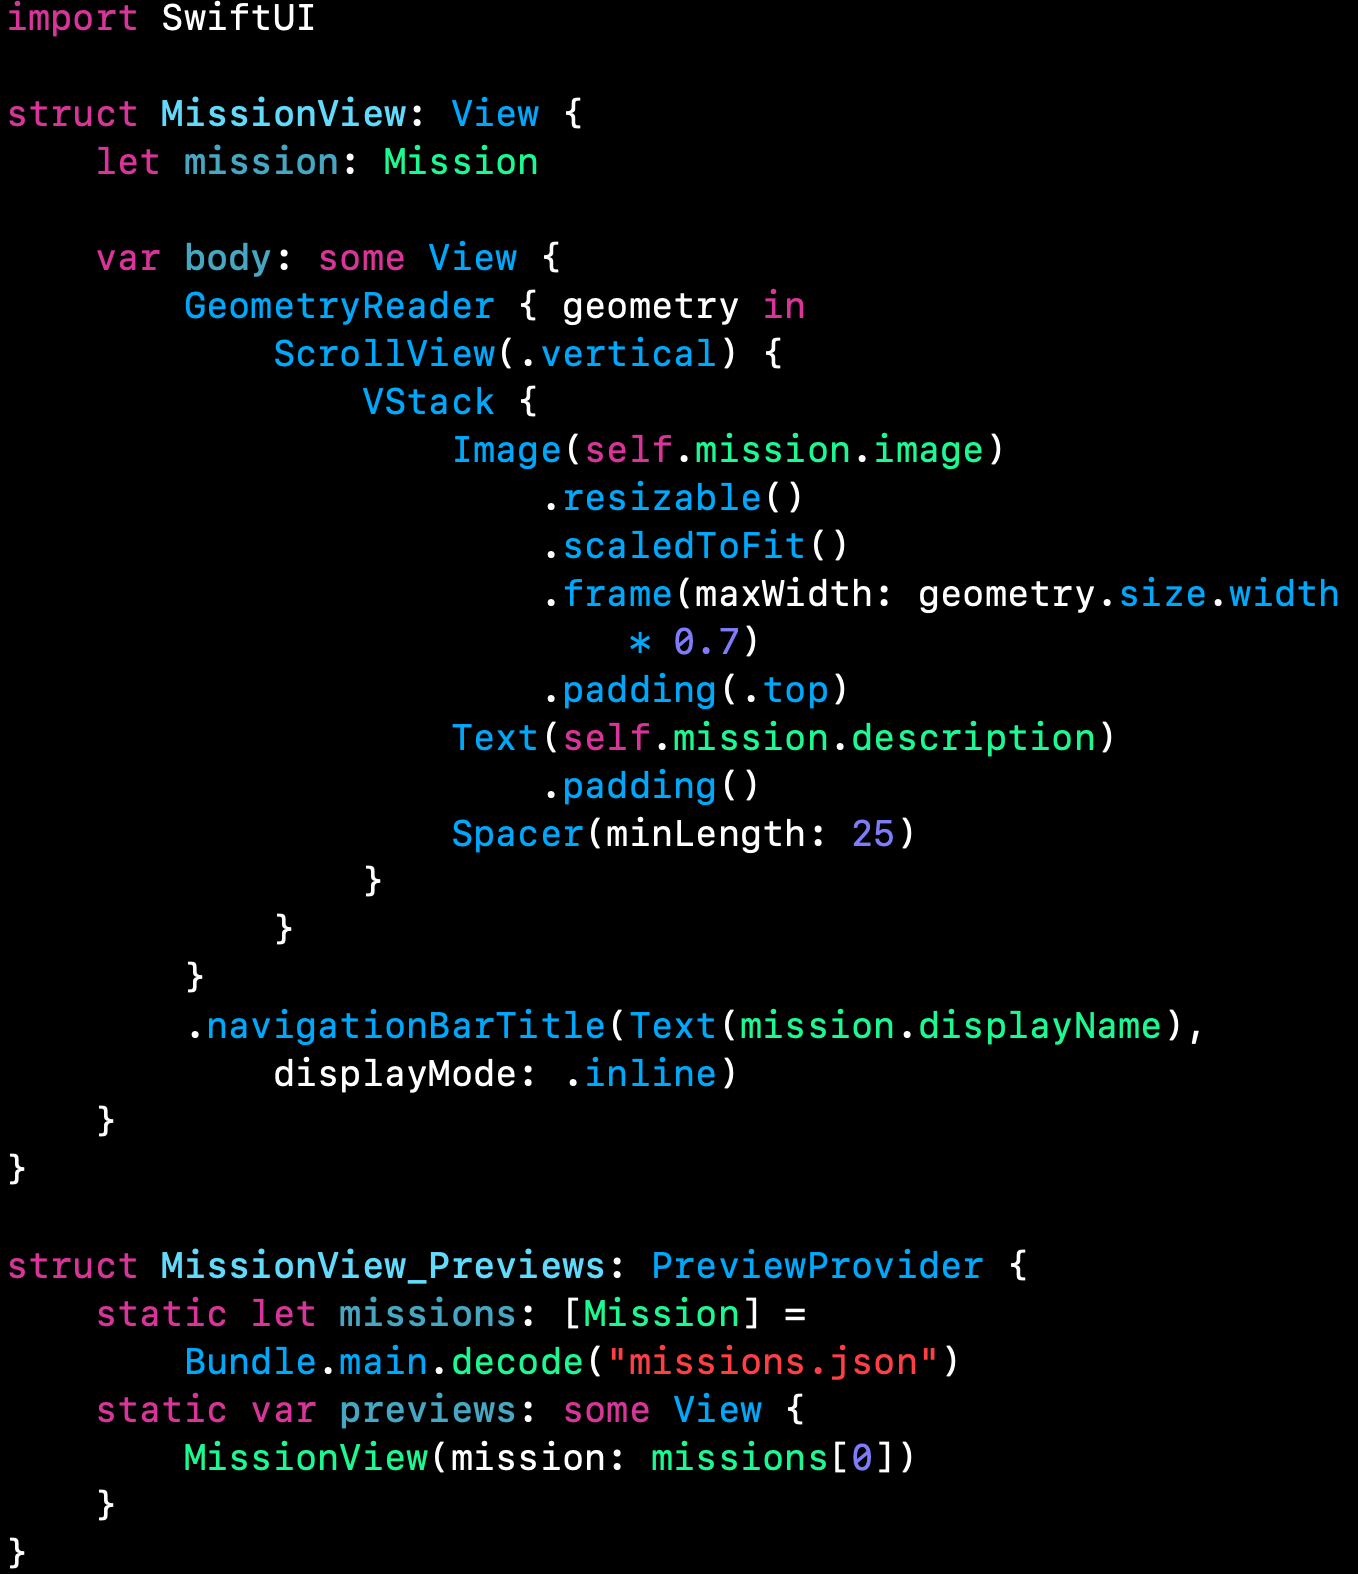 import SwiftUI

struct MissionView: View {
    let mission: Mission

    var body: some View {
        GeometryReader { geometry in
            ScrollView(.vertical) {
                VStack {
                    Image(self.mission.image)
                        .resizable()
                        .scaledToFit()
                        .frame(maxWidth: geometry.size.width
                            * 0.7)
                        .padding(.top)
                    Text(self.mission.description)
                        .padding()
                    Spacer(minLength: 25)
                }
            }
        }
        .navigationBarTitle(Text(mission.displayName),
            displayMode: .inline)
    }
}

struct MissionView_Previews: PreviewProvider {
    static let missions: [Mission] =
        Bundle.main.decode("missions.json")
    static var previews: some View {
        MissionView(mission: missions[0])
    }
}